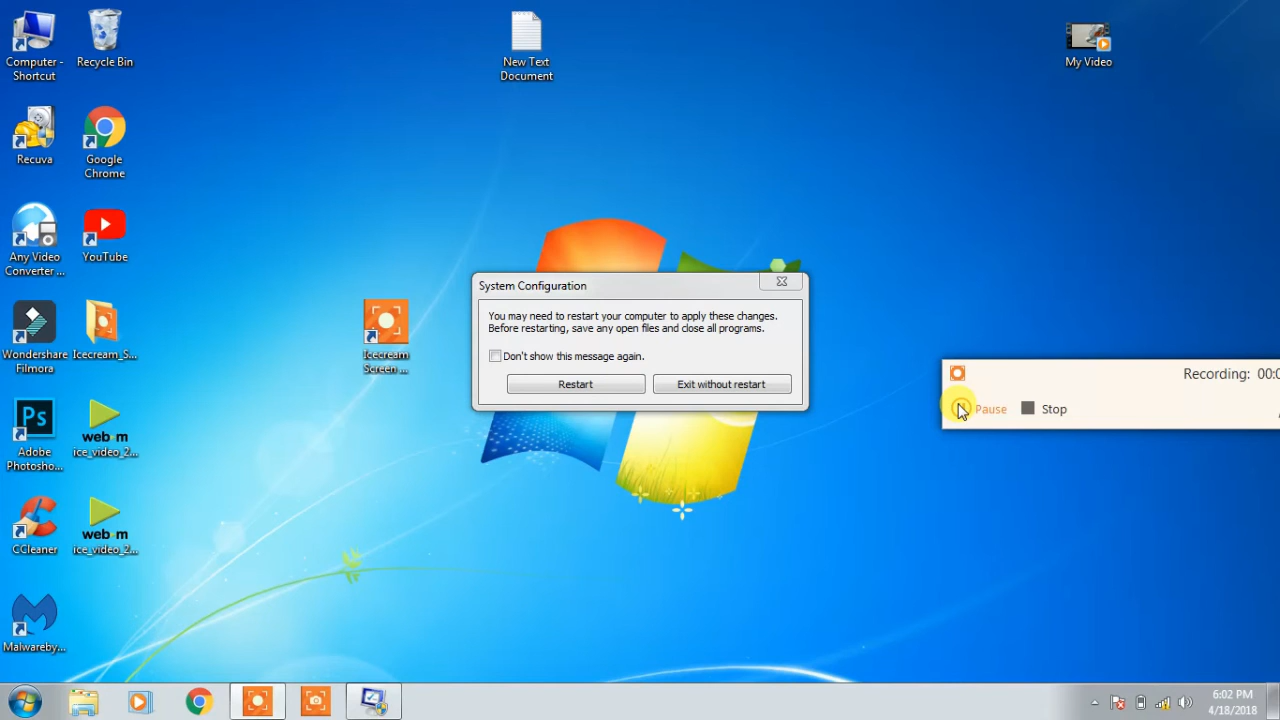 Computer -
Shortcut
Recycle Bin
New Text
Document
My Video
Recuva
Google
Chrome
Any Video
Converter ...
YouTube
Wondershare
Filmora
Icecream_S...
Icecream
Screen ...
System Configuration
You may need to restart your computer to apply these changes.
Before restarting, save any open files and close all programs.
Don't show this message again.
Restart
Exit without restart
Recording: 00:0
Pause
Stop
Ps
Adobe
Photosho...
web.m
ice_video_2...
CCleaner
web.m
ice_video_2...
Malwareby...
6:02 PM
4/18/2018